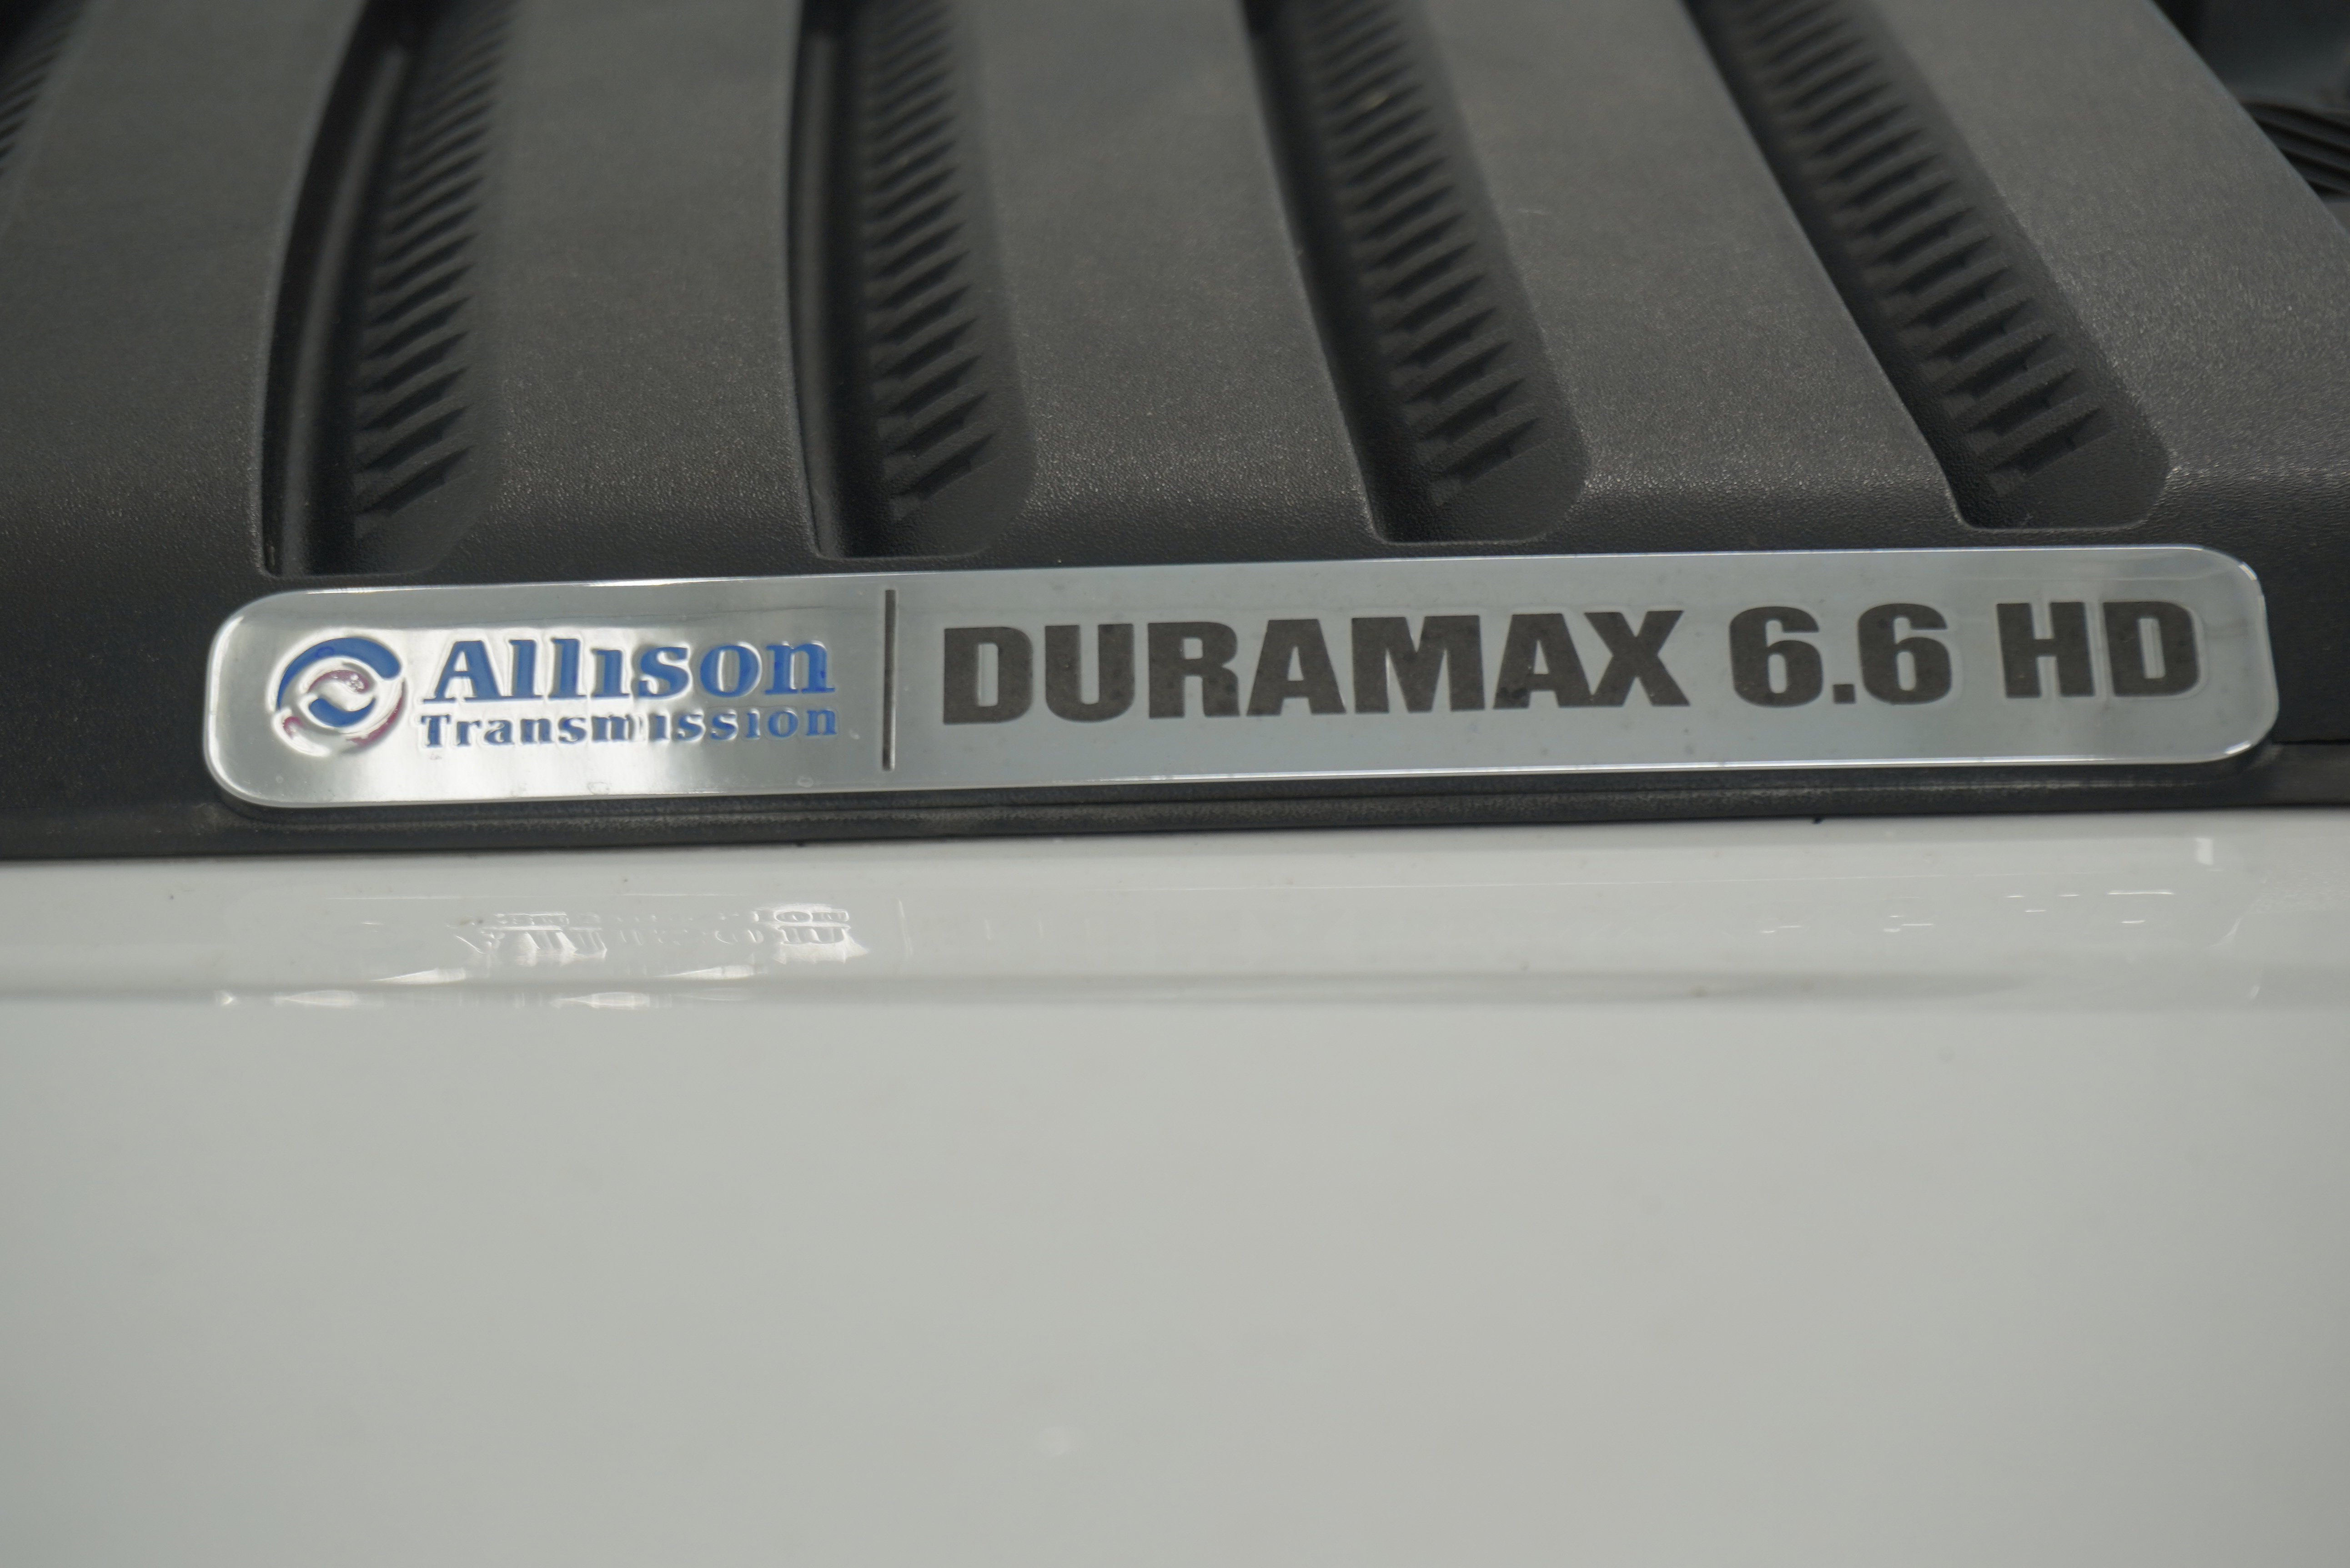 Allison
Transmission
DURAMAX 6.6 HD